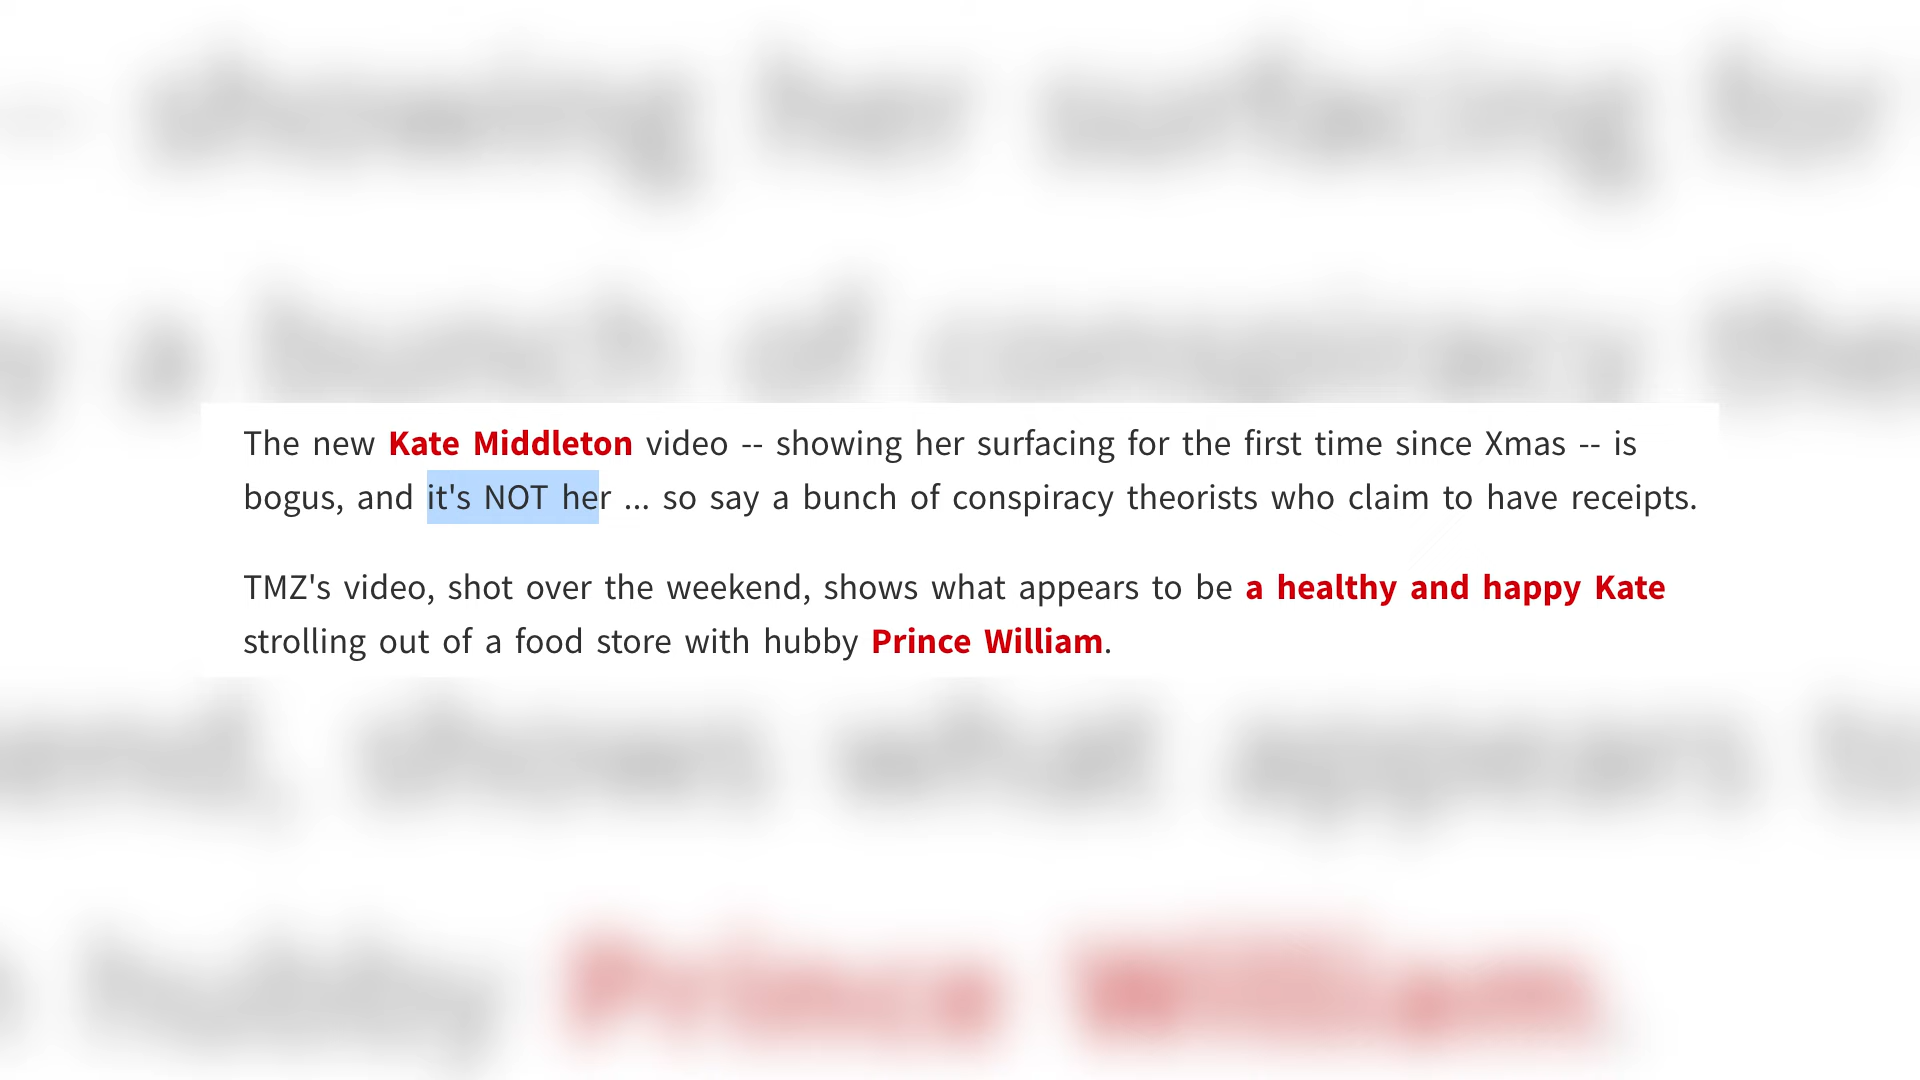 The new Kate Middleton video -- showing her surfacing for the first time since Xmas -- is
bogus, and it's NOT her ... so say a bunch of conspiracy theorists who claim to have receipts.
TMZ's video, shot over the weekend, shows what appears to be a healthy and happy Kate
strolling out of a food store with hubby Prince William.